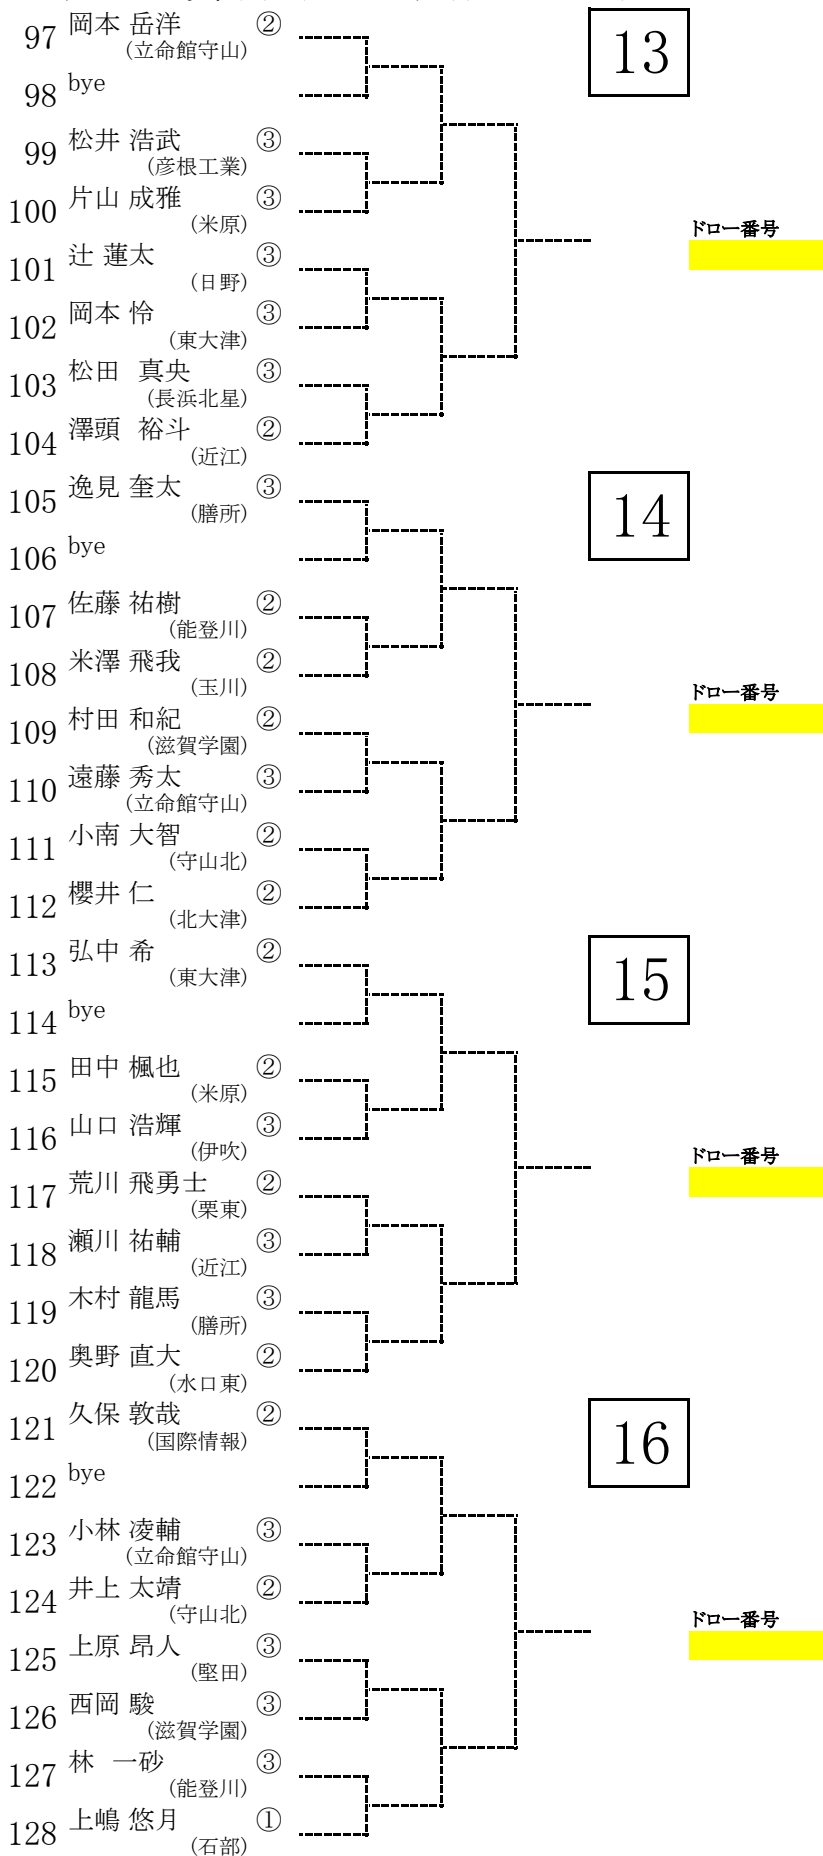 97 岡本 岳洋 ②
(立命館守山)
13
98 bye
99 松井 浩武 ③
(彦根工業)
100 片山 成雅 ③
(米原)
ドロー番号
101 辻 蓮太 ③
(日野)
102 岡本 怜 ③
(東大津)
103 松田 真央 ③
(長浜北星)
104 澤頭 裕斗 ②
(近江)
105 逸見 奎太 ③
(膳所)
14
106 bye
107 佐藤 祐樹 ②
(能登川)
108 米澤 飛我 ②
(玉川)
ドロー番号
109 村田 和紀 ②
(滋賀学園)
110 遠藤 秀太 ③
(立命館守山)
111 小南 大智 ②
(守山北)
112 櫻井 仁 ②
(北大津)
113 弘中 希 ②
(東大津)
15
114 bye
115 田中 楓也 ②
(米原)
116 山口 浩輝 ③
(伊吹)
ドロー番号
117 荒川 飛勇士 ②
(栗東)
118 瀬川 祐輔 ③
(近江)
119 木村 龍馬 ③
(膳所)
120 奥野 直大 ②
(水口東)
121 久保 敦哉 ②
(国際情報)
16
122 bye
123 小林 凌輔 ③
(立命館守山)
124 井上 太靖 ②
(守山北)
ドロー番号
125 上原 昂人 ③
(堅田)
126 西岡 駿 ③
(滋賀学園)
127 林 一砂 ③
(能登川)
128 上嶋 悠月 ①
(石部)